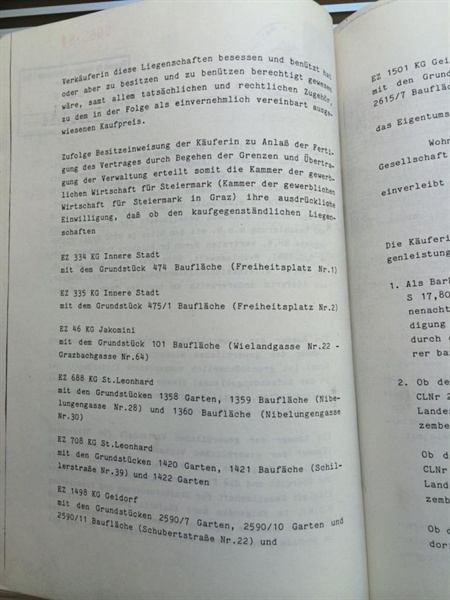 Verkäuferin diese Liegenschaften besessen und benützt hat
oder aber zu besitzen und zu benützen berechtigt gewesen
wäre, samt allem tatsächlichen und rechtlichen Zugehör,
zu dem in der Folge als einvernehmlich vereinbart ausge-
wiesenen Kaufpreis.
Zufolge Besitzeinweisung der Käuferin zu Anlaß der Ferti-
gung des Vertrages durch Begehen der Grenzen und Übertra-
gung der Verwaltung erteilt somit die Kammer der gewerb-
lichen Wirtschaft für Steiermark (Kammer der gewerblichen
Wirtschaft für Steiermark in Graz) ihre ausdrückliche
Einwilligung, daß ob den kaufgegenständlichen Liegen-
schaften
EZ 334 KG Innere Stadt
mit dem Grundstück 474 Baufläche (Freiheitsplatz Nr.1)
EZ 335 KG Innere Stadt
mit dem Grundstück 475/1 Baufläche (Freiheitsplatz Nr.2)
EZ 46 KG Jakomini
mit dem Grundstück 101 Baufläche (Wielandgasse Nr.22 -
Grazbachgasse Nr.64)
EZ 688 KG St.Leonhard
mit den Grundstücken 1358 Garten, 1359 Baufläche (Nibe-
lungengasse Nr.28) und 1360 Baufläche (Nibelungengasse
Nr.30)
EZ 708 KG St.Leonhard
mit den Grundstücken 1420 Garten, 1421 Baufläche (Schil-
lerstraße Nr.39) und 1422 Garten
EZ 1498 KG Geidorf
mit den Grundstücken 2590/7 Garten, 2590/10 Garten und
2590/11 Baufläche (Schubertstraße Nr.22) und
EZ 1501 KG Gei
mit den Grund
2615/7 Baufläch
das Eigentums
Wohn
Gesellschaft
einverleibt
Die Käuferin
genleistung
1. Als Bark
S 17,80
nenacht
digung
durch
rer bar
2. Ob de
CLNr 2
Lande
zembe
Ob d
CLNr
Land
zemb
Ob d
dor